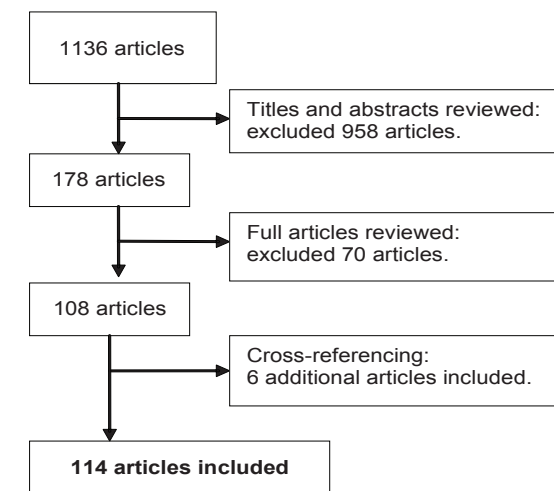 1136 articles
Titles and abstracts reviewed:
excluded 958 articles.
178 articles
Full articles reviewed:
excluded 70 articles.
108 articles
Cross-referencing:
6 additional articles included.
114 articles included